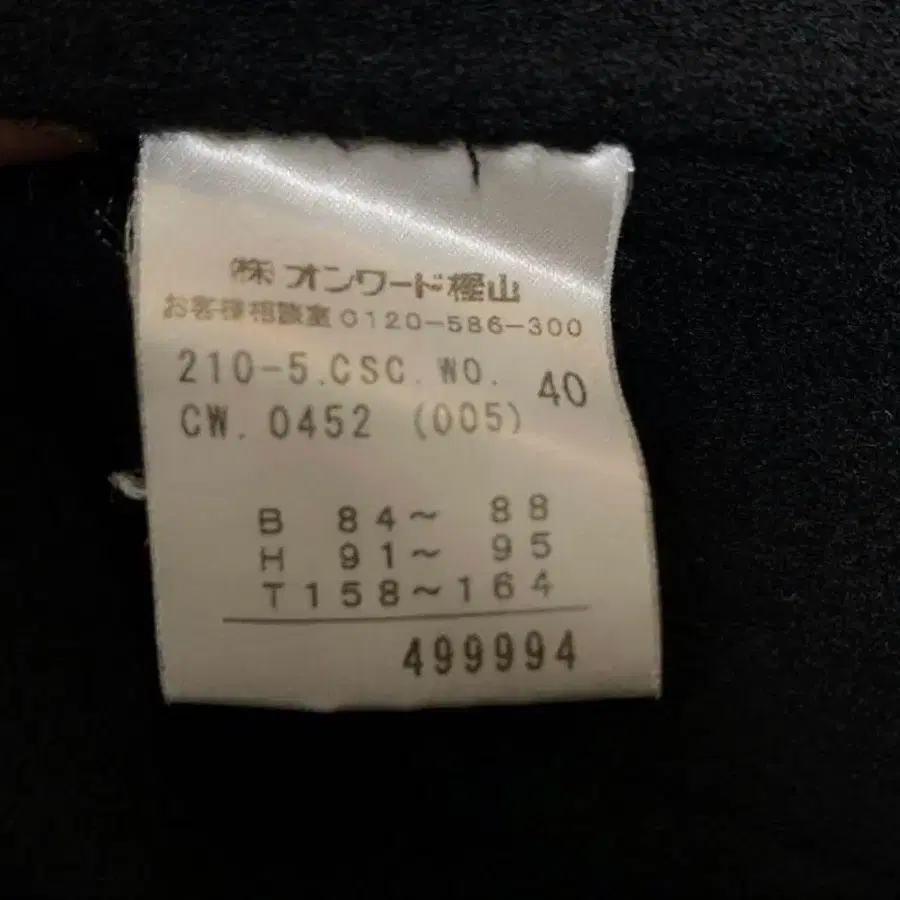 ㈱オンワード樫山
お客様相談室 0120-586-300
210-5.CSC.WO. 40
CW. 0452 (005)
B 84~ 88
H 91~ 95
T158~164
499994